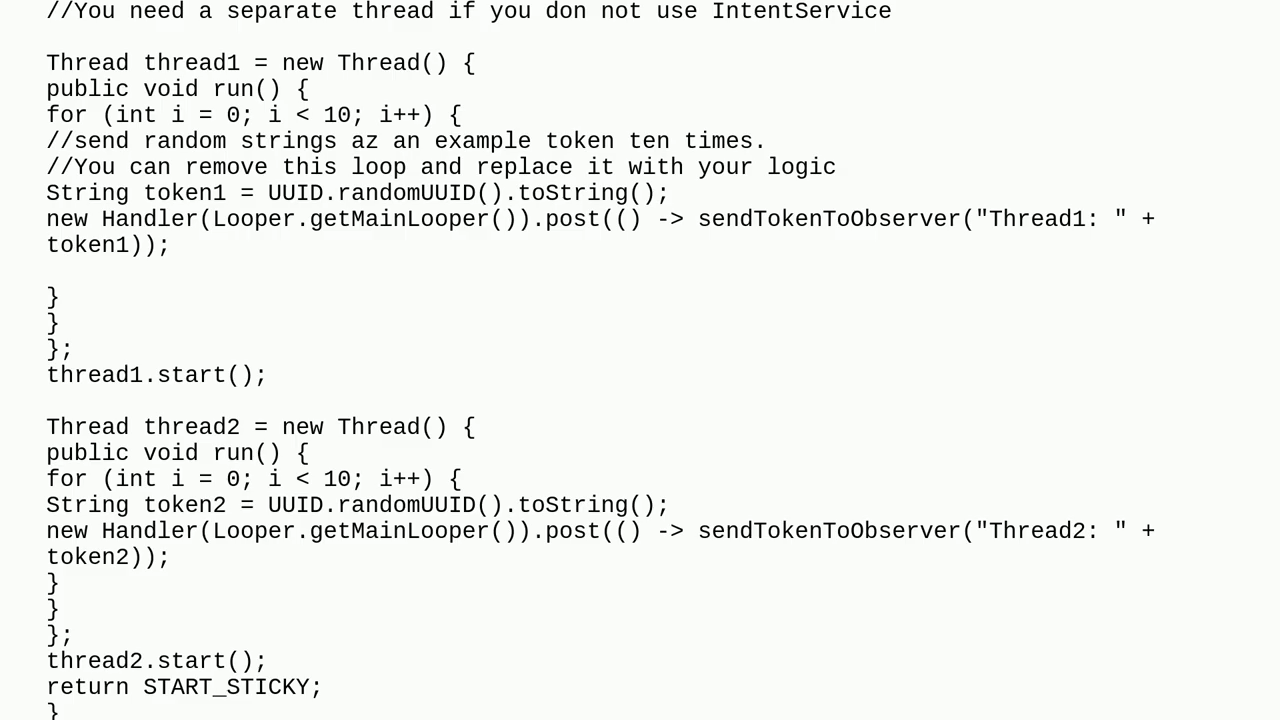 //You need a separate thread if you don not use IntentService
Thread thread1 = new Thread() {
public void run() {
for (int i = 0; i < 10; i++) {
//send random strings az an example token ten times.
//You can remove this loop and replace it with your logic
String token1 = UUID.randomUUID().toString();
new Handler(Looper.getMainLooper()).post(() -> sendTokenToObserver("Thread1: " +
token1));
}
}
};
thread1.start();
Thread thread2 = new Thread() {
public void run() {
for (int i = 0; i < 10; i++) {
String token2 = UUID.randomUUID().toString();
new Handler(Looper.getMainLooper()).post(() -> sendTokenToObserver("Thread2: " +
token2));
}
}
};
thread2.start();
return START_STICKY;
}